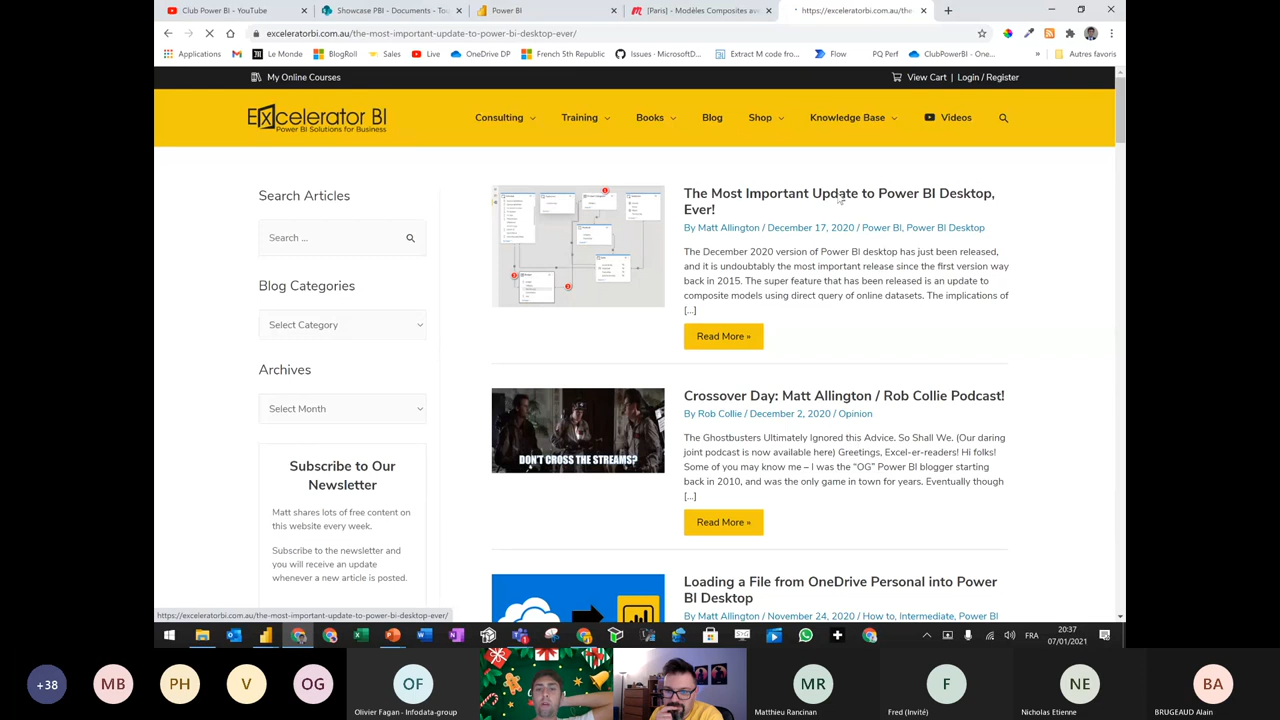 Club Power BI - YouTube
Showcase PBI - Documents - Tou
Power BI
[Paris] - Modèles Composites ave
https://exceleratorbi.com.au/the-
exceleratorbi.com.au/the-most-important-update-to-power-bi-desktop-ever/
Applications
Le Monde
BlogRoll
Sales
Live
OneDrive DP
French 5th Republic
Issues · MicrosoftD...
Extract M code fro...
Flow
PQ Perf
ClubPowerBI - One...
»
Autres favoris
My Online Courses
View Cart | Login / Register
EXcelerator BI
Power BI Solutions for Business
Consulting
Training
Books
Blog
Shop
Knowledge Base
Videos
Search Articles
Search ...
Blog Categories
Select Category
Archives
Select Month
Subscribe to Our
Newsletter
Matt shares lots of free content on
this website every week.
Subscribe to the newsletter and
you will receive an update
whenever a new article is posted.
The Most Important Update to Power BI Desktop,
Ever!
By Matt Allington / December 17, 2020 / Power BI, Power BI Desktop
The December 2020 version of Power BI desktop has just been released,
and it is undoubtedly the most important release since the first version way
back in 2015. The super feature that has been released is an update to
composite models using direct query of online datasets. The implications of
[...]
Read More »
DON'T CROSS THE STREAMS?
Crossover Day: Matt Allington / Rob Collie Podcast!
By Rob Collie / December 2, 2020 / Opinion
The Ghostbusters Ultimately Ignored this Advice. So Shall We. (Our daring
joint podcast is now available here) Greetings, Excel-er-readers! Hi folks!
Some of you may know me – I was the "OG" Power BI blogger starting
back in 2010, and was the only game in town for years. Eventually though
[...]
Read More »
Loading a File from OneDrive Personal into Power
BI Desktop
By Matt Allington / November 24, 2020 / How to, Intermediate, Power BI
https://exceleratorbi.com.au/the-most-important-update-to-power-bi-desktop-ever/
FRA
20:37
07/01/2021
+38
MB
PH
V
OG
OF
Olivier Fagan - Infodata-group
MR
Matthieu Rancinan
F
Fred (Invité)
NE
Nicholas Etienne
BA
BRUGEAUD Alain